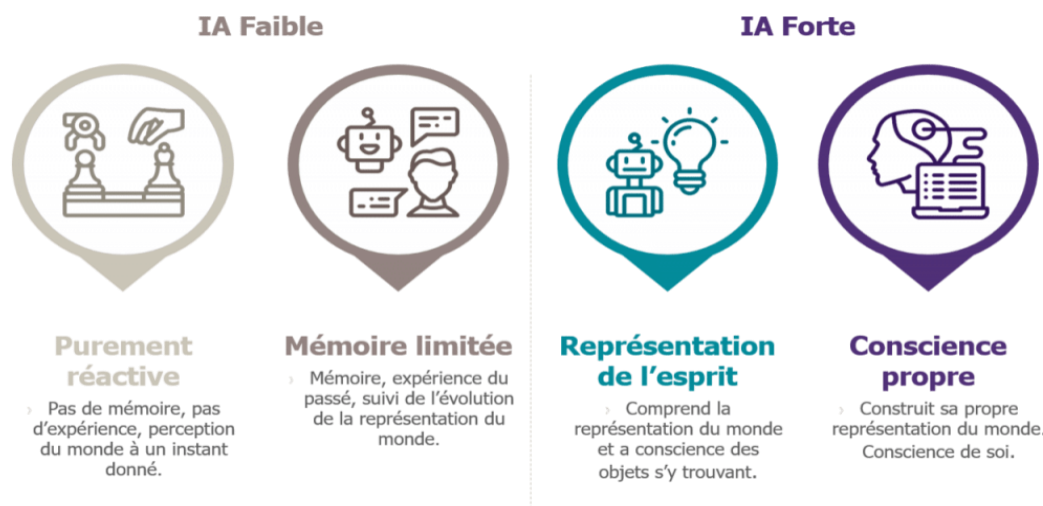 IA Faible
IA Forte
Purement
réactive
› Pas de mémoire, pas
d’expérience, perception
du monde à un instant
donné.
Mémoire limitée
› Mémoire, expérience du
passé, suivi de l’évolution
de la représentation du
monde.
Représentation
de l’esprit
› Comprend la
représentation du monde
et a conscience des
objets s’y trouvant.
Conscience
propre
› Construit sa propre
représentation du monde.
Conscience de soi.